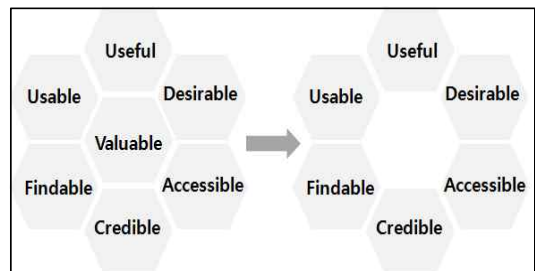 Useful
Usable
Desirable
Valuable
Findable
Accessible
Credible
Useful
Usable
Desirable
Findable
Accessible
Credible